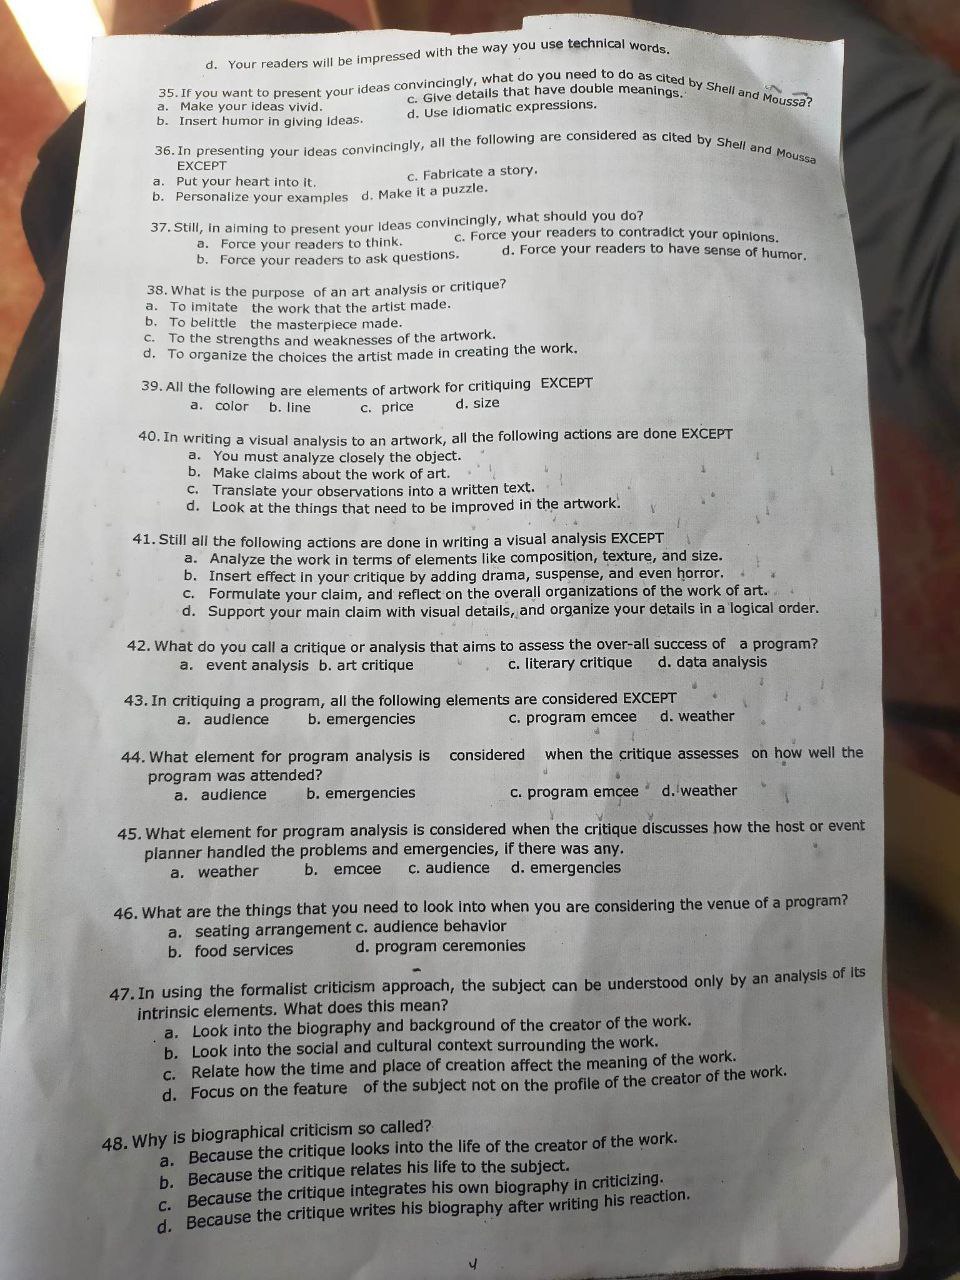 d. Your readers will be impressed with the way you use technical words.
35. If you want to present your ideas convincingly, what do you need to do as cited by Shell and Moussa?
a. Make your ideas vivid. c. Give details that have double meanings.
b. Insert humor in giving ideas. d. Use idiomatic expressions.
36. In presenting your ideas convincingly, all the following are considered as cited by Shell and Moussa
EXCEPT
a. Put your heart into it. c. Fabricate a story.
b. Personalize your examples d. Make it a puzzle.
37. Still, in aiming to present your ideas convincingly, what should you do?
a. Force your readers to think. c. Force your readers to contradict your opinions.
b. Force your readers to ask questions. d. Force your readers to have sense of humor.
38. What is the purpose of an art analysis or critique?
a. To imitate the work that the artist made.
b. To belittle the masterpiece made.
c. To the strengths and weaknesses of the artwork.
d. To organize the choices the artist made in creating the work.
39. All the following are elements of artwork for critiquing EXCEPT
a. color b. line c. price d. size
40. In writing a visual analysis to an artwork, all the following actions are done EXCEPT
a. You must analyze closely the object.
b. Make claims about the work of art.
c. Translate your observations into a written text.
d. Look at the things that need to be improved in the artwork.
41. Still all the following actions are done in writing a visual analysis EXCEPT
a. Analyze the work in terms of elements like composition, texture, and size.
b. Insert effect in your critique by adding drama, suspense, and even horror.
c. Formulate your claim, and reflect on the overall organizations of the work of art.
d. Support your main claim with visual details, and organize your details in a logical order.
42. What do you call a critique or analysis that aims to assess the over-all success of a program?
a. event analysis b. art critique c. literary critique d. data analysis
43. In critiquing a program, all the following elements are considered EXCEPT
a. audience b. emergencies c. program emcee d. weather
44. What element for program analysis is considered when the critique assesses on how well the
program was attended?
a. audience b. emergencies c. program emcee d. weather
45. What element for program analysis is considered when the critique discusses how the host or event
planner handled the problems and emergencies, if there was any.
a. weather b. emcee c. audience d. emergencies
46. What are the things that you need to look into when you are considering the venue of a program?
a. seating arrangement c. audience behavior
b. food services d. program ceremonies
47. In using the formalist criticism approach, the subject can be understood only by an analysis of its
intrinsic elements. What does this mean?
a. Look into the biography and background of the creator of the work.
b. Look into the social and cultural context surrounding the work.
c. Relate how the time and place of creation affect the meaning of the work.
d. Focus on the feature of the subject not on the profile of the creator of the work.
48. Why is biographical criticism so called?
a. Because the critique looks into the life of the creator of the work.
b. Because the critique relates his life to the subject.
c. Because the critique integrates his own biography in criticizing.
d. Because the critique writes his biography after writing his reaction.
4